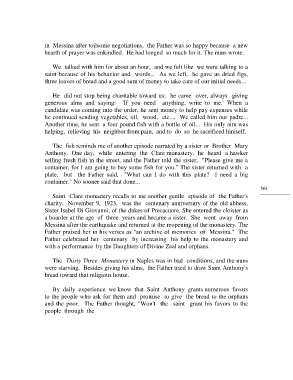 in Messina after toilsome negotiations, the Father was so happy because a new
hearth of prayer was enkindled. He had longed so much for it. The nuns wrote:
We talked with him for about an hour, and we felt like we were talking to a
saint because of his behavior and words... As we left, he gave us dried figs,
three loaves of bread and a good sum of money to take care of our initial needs...
He did not stop being charitable toward us: he came over, always giving
generous alms and saying: 'If you need anything, write to me.' When a
candidate was coming into the order, he sent money to help pay expenses while
he continued sending vegetables, oil, wood, etc.... We called him our padre...
Another time, he sent a four pound fish with a bottle of oil... His only aim was
helping, relieving his neighbor from pain, and to do so he sacrificed himself.
The fish reminds me of another episode narrated by a sister or Brother Mark
Anthony. One day, while entering the Clare monastery, he heard a hawker
selling fresh fish in the street, and the Father told the sister, "Please give me a
container, for I am going to buy some fish for you." The sister returned with a
plate, but the Father said, "What can I do with this plate? I need a big
container." No sooner said that done...
Saint Clare monastery recalls to me another gentle episode of the Father's
charity. November 9, 1923, was the centenary anniversary of the old abbess,
Sister Isabel Di Giovanni, of the dukes of Precacuore. She entered the cloister as
a boarder at the age of three years and became a sister. She went away from
Messina after the earthquake and returned at the reopening of the monastery. The
Father praised her in his verses as "an archive of memories of Messina." The
Father celebrated her centenary by increasing his help to the monastery and
with a performance by the Daughters of Divine Zeal and orphans.
The Thirty Three Monastery in Naples was in bad conditions, and the nuns
were starving. Besides giving alms, the Father tried to draw Saint Anthony's
bread toward that religious house.
By daily experience we know that Saint Anthony grants numerous favors
to the people who ask for them and promise to give the bread to the orphans
and the poor. The Father thought, "Won't the saint grant his favors to the
people through the